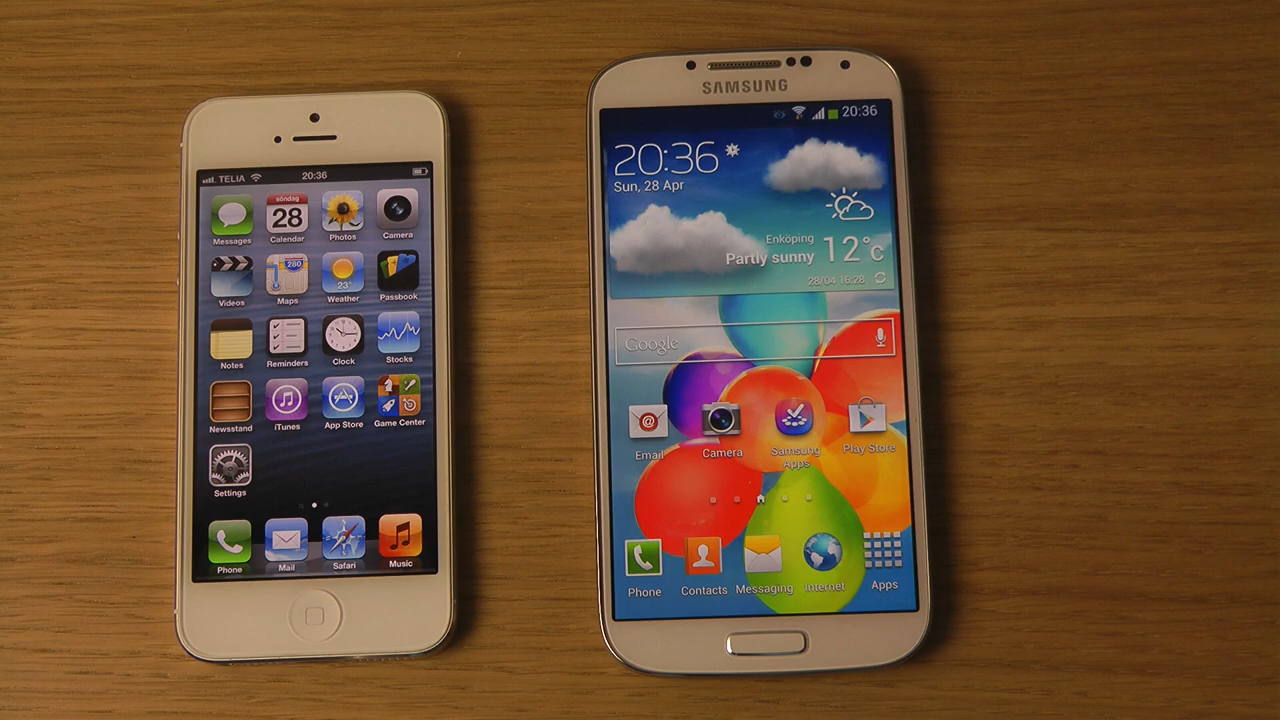 TELIA 20:36
söndag
28
280
23°
Messages Calendar Photos Camera
Videos Maps Weather Passbook
Notes Reminders Clock Stocks
Newsstand iTunes App Store Game Center
Settings
Phone Mail Safari Music
SAMSUNG
20:36
20:36
Sun, 28 Apr
Enköping
Partly sunny 12°c
28/04 16:28
Google
Email Camera Samsung Apps Play Store
Phone Contacts Messaging Internet Apps